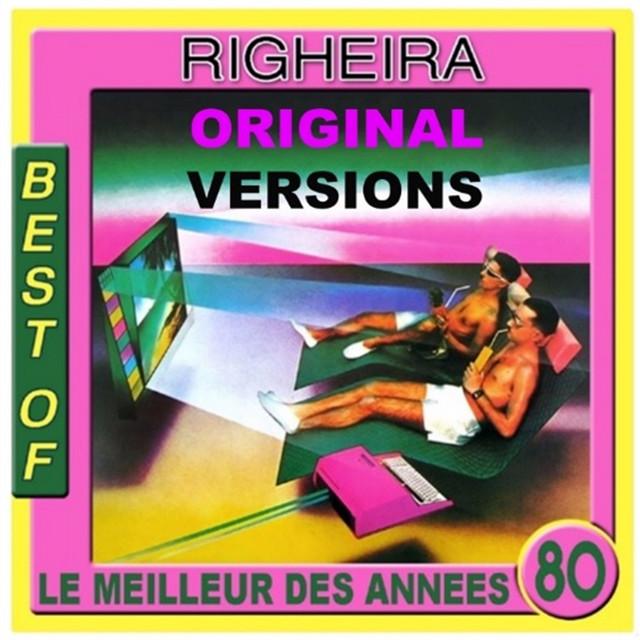 RIGHEIRA
ORIGINAL
VERSIONS
BEST OF
LE MEILLEUR DES ANNEES 80